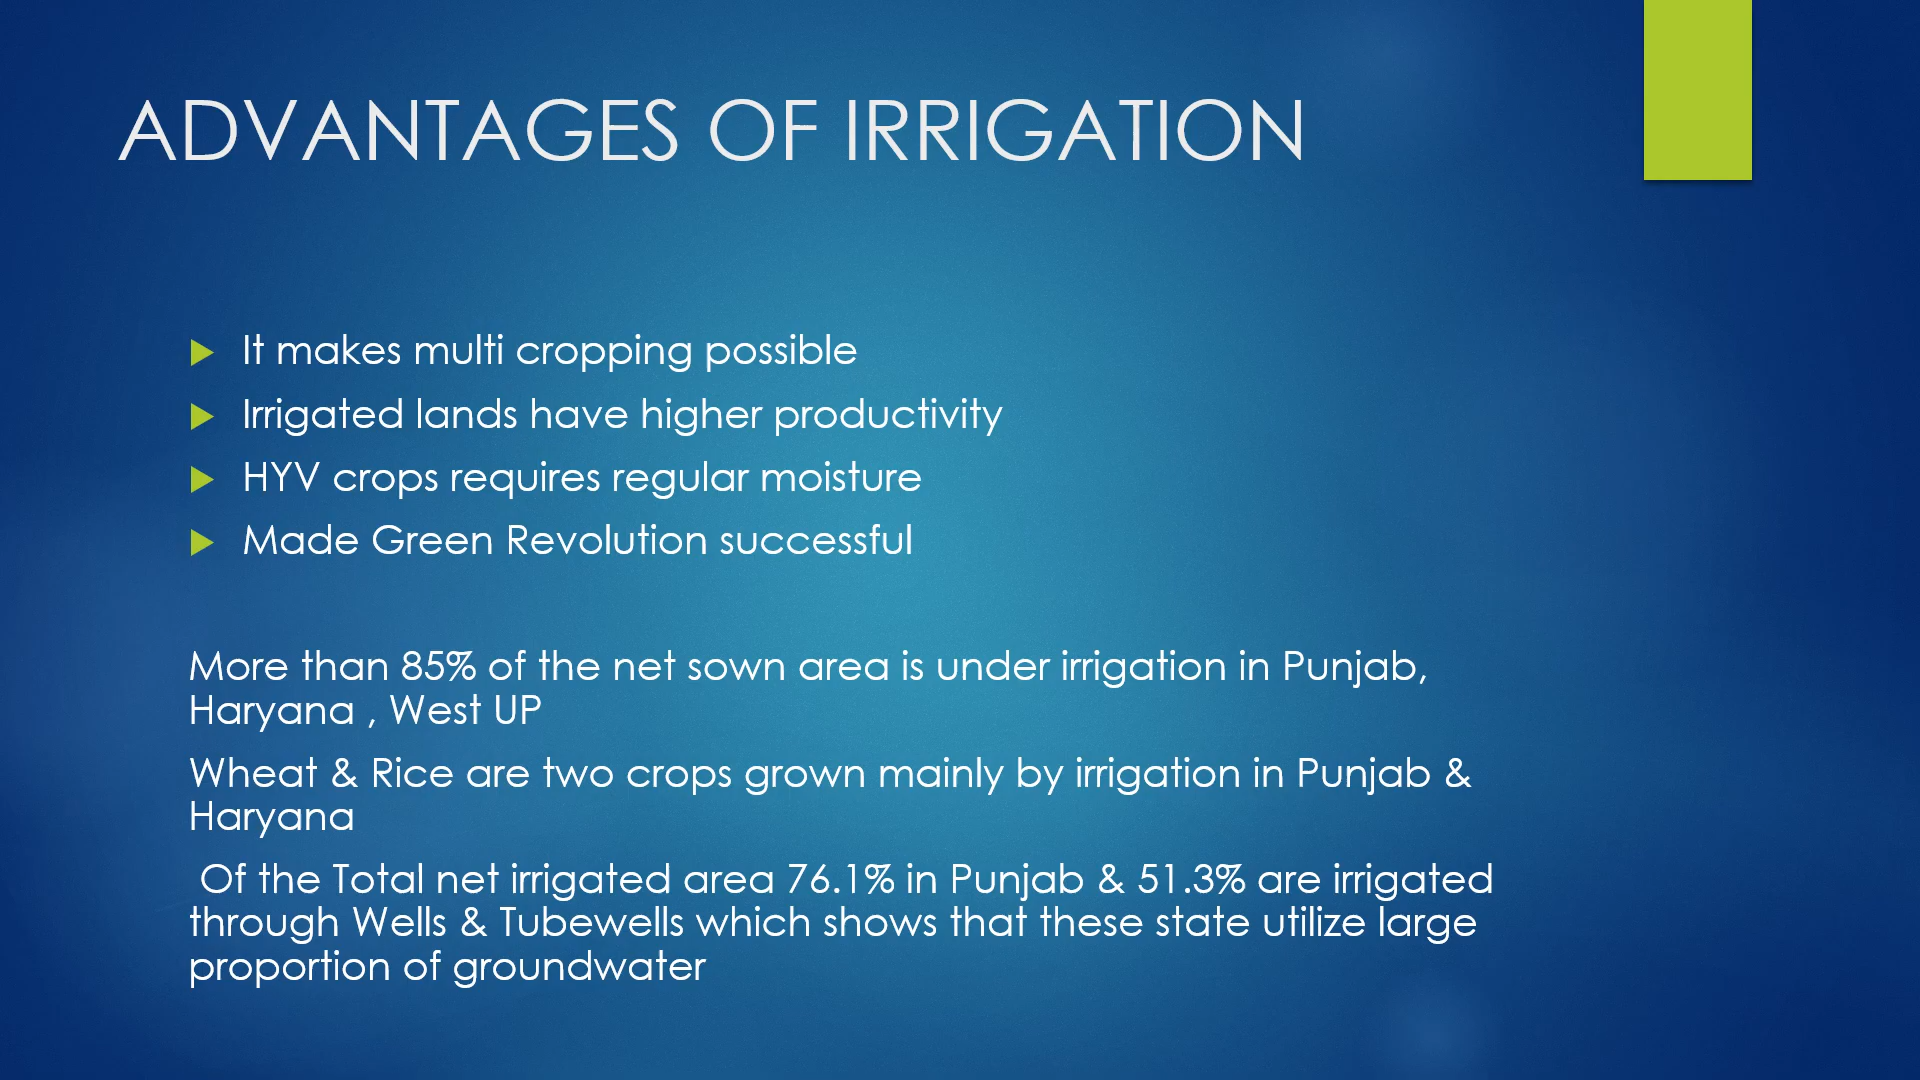 ADVANTAGES OF IRRIGATION
It makes multi cropping possible
Irrigated lands have higher productivity
HYV crops requires regular moisture
Made Green Revolution successful
More than 85% of the net sown area is under irrigation in Punjab,
Haryana , West UP
Wheat & Rice are two crops grown mainly by irrigation in Punjab &
Haryana
Of the Total net irrigated area 76.1% in Punjab & 51.3% are irrigated
through Wells & Tubewells which shows that these state utilize large
proportion of groundwater